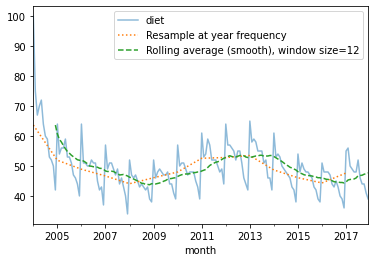 100
90
80
70
60
50
40
diet
Resample at year frequency
Rolling average (smooth), window size=12
2005 2007 2009 2011 2013 2015 2017
month